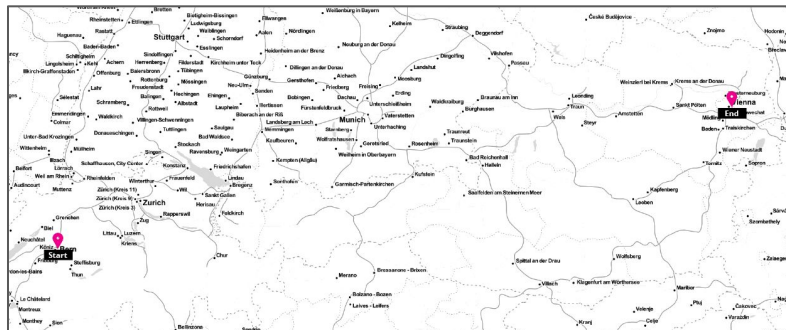 Haguenau
Rastatt
Baden-Baden
Schiltigheim
Lingolsheim
Kehl
Illkirch-Graffenstaden
Achern
Offenburg
Lahr
Sélestat
Emmendingen
Colmar
Waldkirch
Schramberg
Rheinstetten
Ettlingen
Bretten
Bietigheim-Bissingen
Ludwigsburg
Waiblingen
Schorndorf
Stuttgart
Esslingen
Sindelfingen
Herrenberg
Filderstadt
Kirchheim unter Teck
Baiersbronn
Tübingen
Rottenburg
Mössingen
Freudenstadt
Hechingen
Balingen
Albstadt
Rottweil
Villingen-Schwenningen
Donaueschingen
Tuttlingen
Ellwangen
Aalen
Nördlingen
Heidenheim an der Brenz
Günzburg
Neu-Ulm
Senden
Ehingen
Laupheim
Illertissen
Biberach an der Riß
Saulgau
Bad Waldsee
Memmingen
Weißenburg in Bayern
Kelheim
Neuburg an der Donau
Dillingen an der Donau
Gersthofen
Aichach
Friedberg
Bobingen
Dachau
Fürstenfeldbruck
Landsberg am Lech
Freising
Erding
Moosburg
Landshut
Unterschleißheim
Munich
Vaterstetten
Unterhaching
Starnberg
Wolfratshausen
Geretsried
Weilheim in Oberbayern
Kaufbeuren
Kempten (Allgäu)
Sonthofen
Garmisch-Partenkirchen
Straubing
Deggendorf
Dingolfing
Vilshofen
Passau
Waldkraiburg
Braunau am Inn
Burghausen
Traunreut
Traunstein
Rosenheim
Bad Reichenhall
Hallein
Kufstein
Saalfelden am Steinernen Meer
České Budějovice
Znojmo
Hodonín
Leonding
Traun
Wels
Steyr
Amstetten
Weinzierl bei Krems
Krems an der Donau
Sankt Pölten
Vienna
End
Baden
Traiskirchen
Wiener Neustadt
Ternitz
Sopron
Kapfenberg
Leoben
Szombathely
Unter-Bad Krozingen
Wittenheim
Müllheim
Illzach
Lörrach
Weil am Rhein
Rheinfelden
Muttenz
Belfort
Audincourt
Singen
Schaffhausen, City Center
Stockach
Ravensburg
Weingarten
Konstanz
Friedrichshafen
Lindau
Bregenz
Frauenfeld
Winterthur
Wil
Sankt Gallen
Herisau
Feldkirch
Zürich (Kreis 11)
Zürich (Kreis 9)
Zürich (Kreis 3)
Zurich
Rapperswil
Zug
Luzern
Kriens
Chur
Grenchen
Biel
Neuchâtel
Köniz
Bern
Start
Fribourg
Steffisburg
Thun
Le Châtelard
Montreux
Monthey
Sion
Bellinzona
Merano
Bressanone - Brixen
Bolzano - Bozen
Laives - Leifers
Spittal an der Drau
Villach
Klagenfurt am Wörthersee
Wolfsberg
Maribor
Ptuj
Velenje
Celje
Kranj
Čakovec
Varaždin